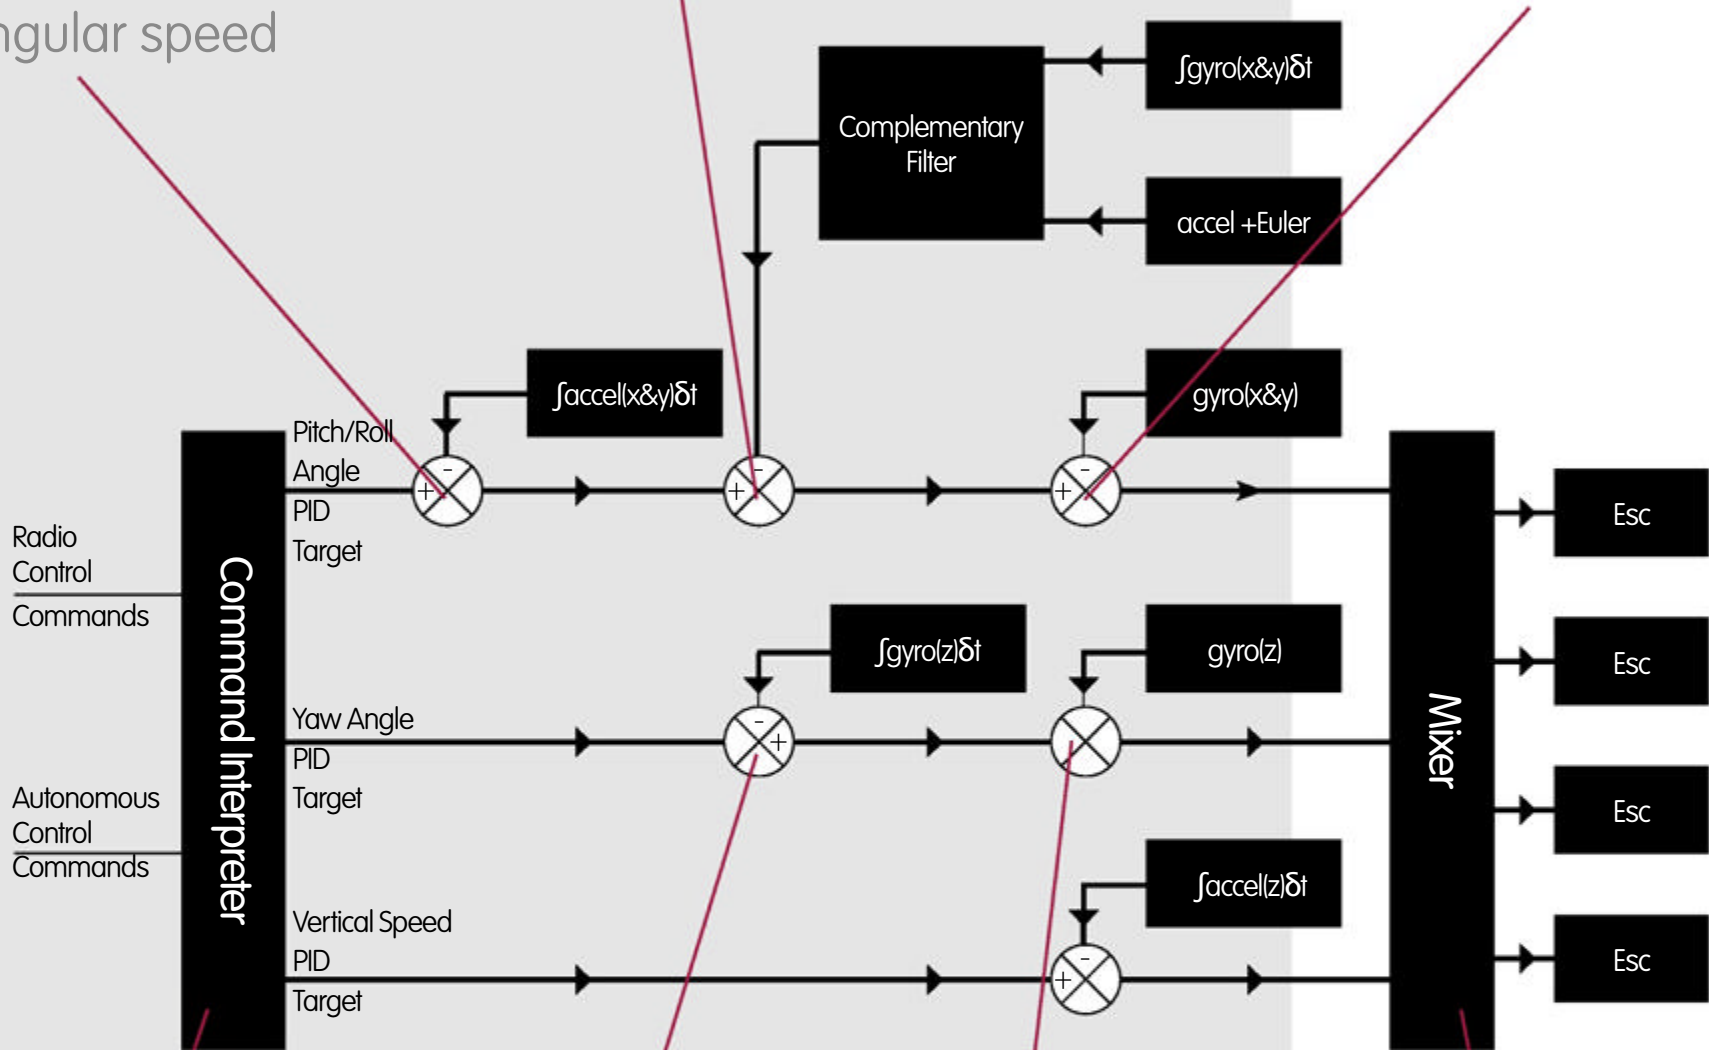 ngular speed
∫gyro(x&y)δt
Complementary
Filter
accel +Euler
∫accel(x&y)δt
gyro(x&y)
Pitch/Roll
Angle
PID
Target
-
+
-
+
-
+
Esc
Radio
Control
Commands
Command Interpreter
∫gyro(z)δt
gyro(z)
Esc
Mixer
Yaw Angle
PID
Target
-
+
Autonomous
Control
Commands
Esc
∫accel(z)δt
Vertical Speed
PID
Target
-
+
Esc